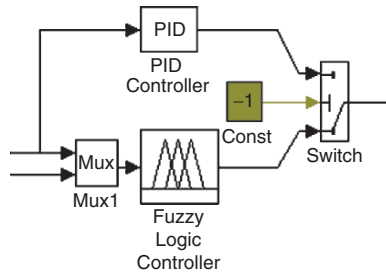 PID
PID
Controller
−1
Const
Switch
Mux
Mux1
Fuzzy
Logic
Controller